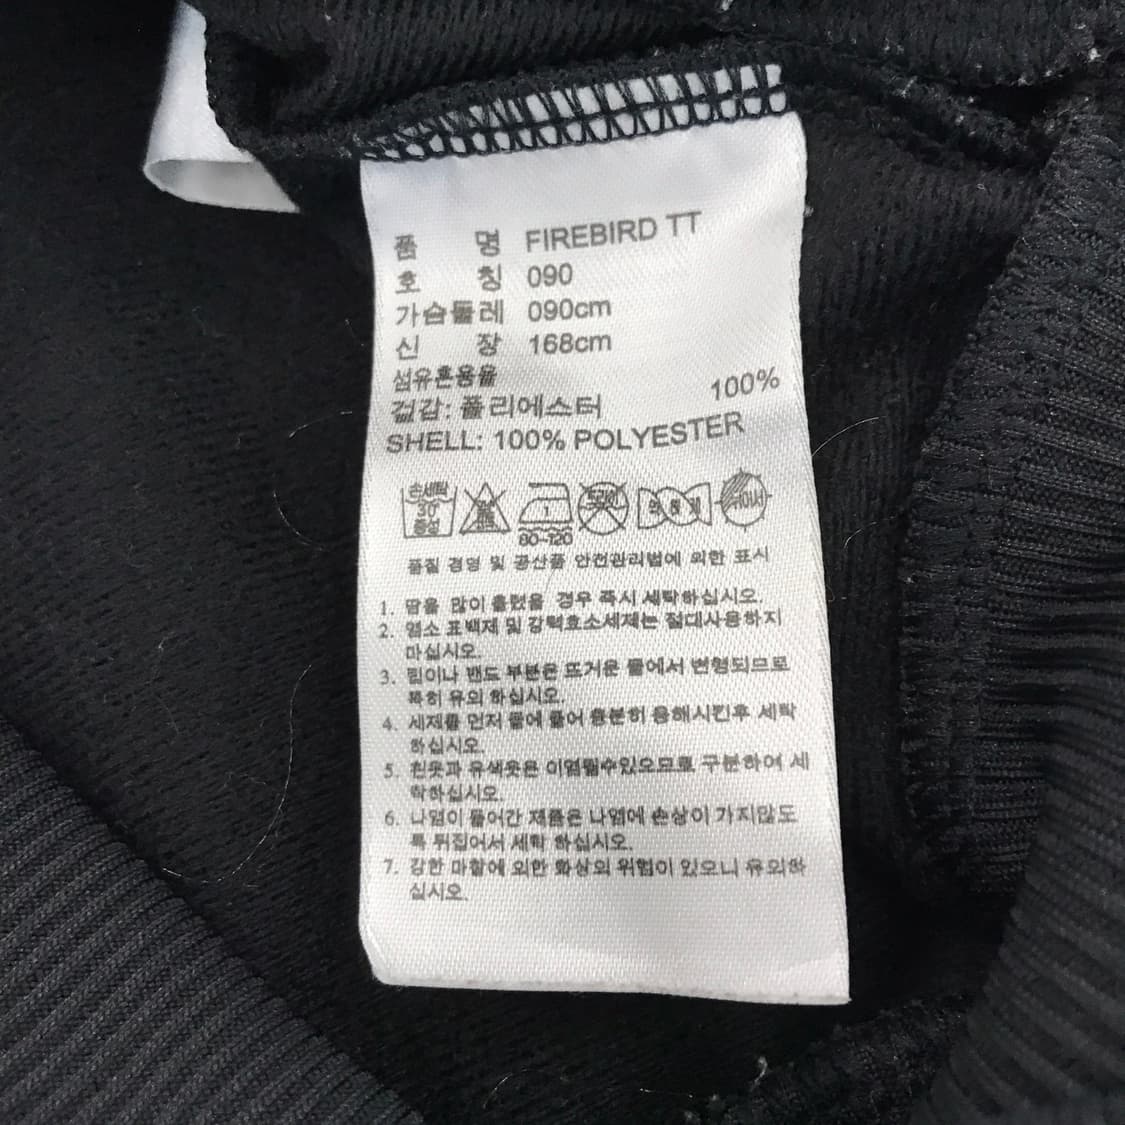 품 명 FIREBIRD TT
호 칭 090
가슴둘레 090cm
신 장 168cm
섬유혼용율
겉감: 폴리에스터 100%
SHELL: 100% POLYESTER
손세탁
30
중성
80~120
드라이
품질 경영 및 공산품 안전관리법에 의한 표시
1. 땀을 많이 흘렸을 경우 즉시 세탁하십시오.
2. 염소 표백제 및 강력효소세제는 절대사용하지
마십시오.
3. 립이나 밴드 부분은 뜨거운 물에서 변형되므로
특히 유의 하십시오.
4. 세제를 먼저 물에 풀어 충분히 용해시킨후 세탁
하십시오.
5. 흰옷과 유색옷은 이염될수있으므로 구분하여 세
탁하십시오.
6. 나염이 들어간 제품은 나염에 손상이 가지않도
록 뒤집어서 세탁 하십시오.
7. 강한 마찰에 의한 화상의 위험이 있으니 유의하
십시오.